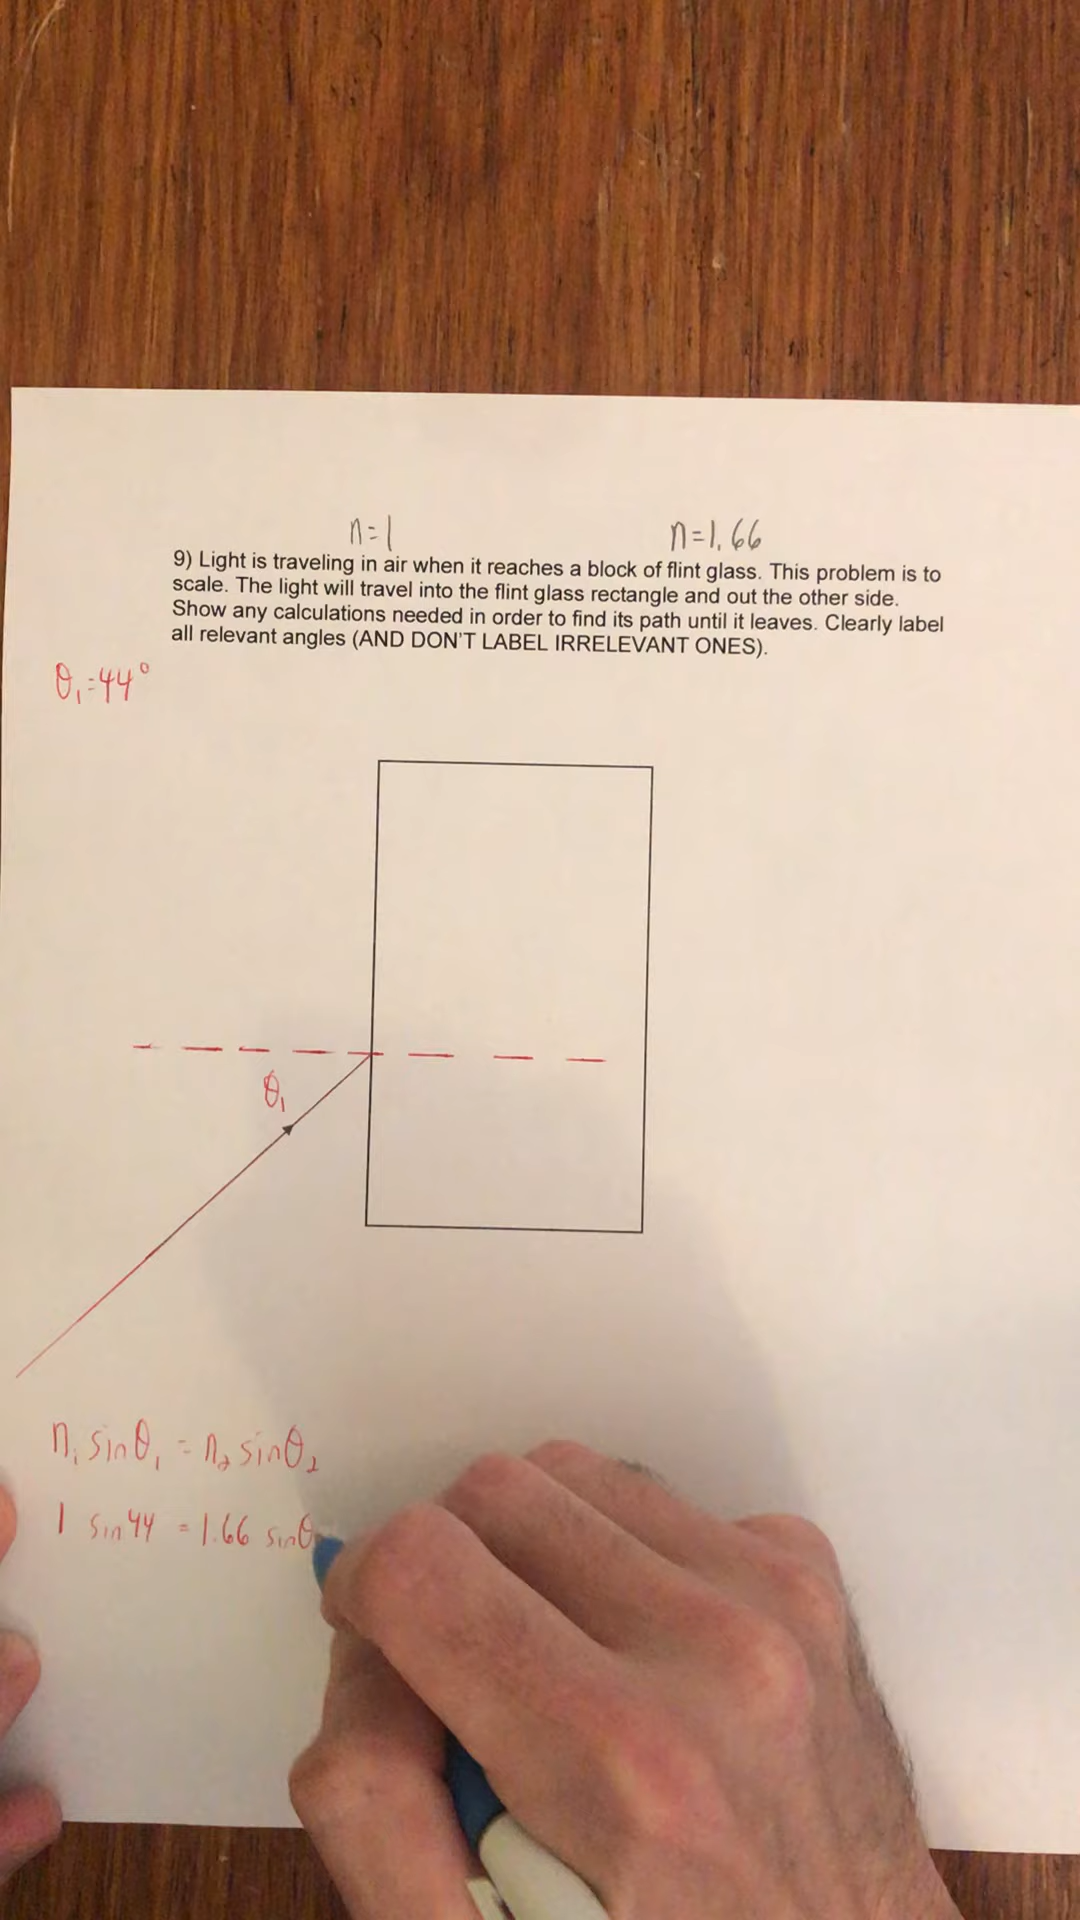 n=1 n=1.66
9) Light is traveling in air when it reaches a block of flint glass. This problem is to
scale. The light will travel into the flint glass rectangle and out the other side.
Show any calculations needed in order to find its path until it leaves. Clearly label
all relevant angles (AND DON'T LABEL IRRELEVANT ONES).
θ₁=44°
θ₁
n₁ sinθ₁ = n₂ sinθ₂
1 sin44 = 1.66 sinθ